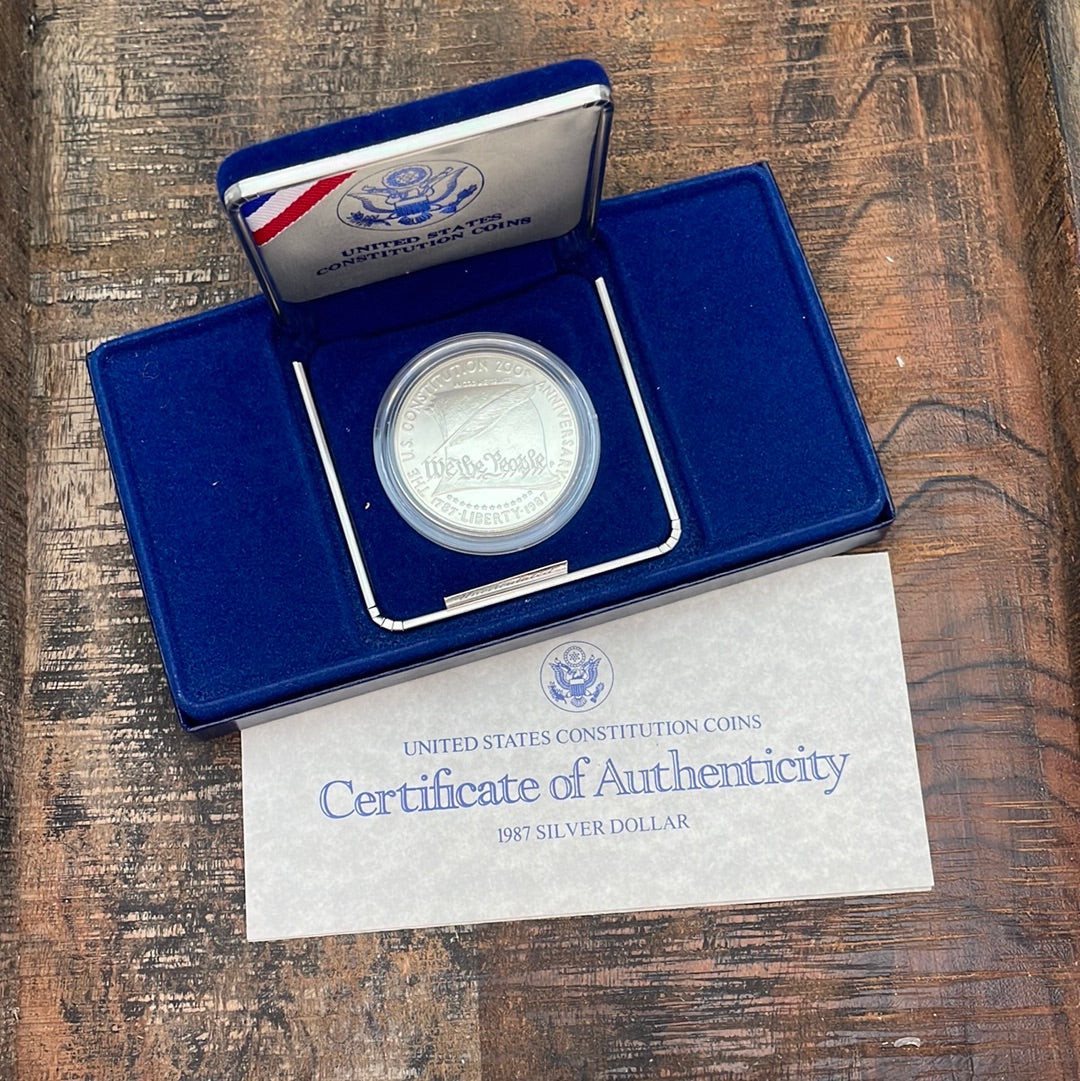 UNITED STATES
CONSTITUTION COINS
THE U.S. CONSTITUTION 200TH ANNIVERSARY
We the People
1787 · LIBERTY · 1987
UNITED STATES CONSTITUTION COINS
Certificate of Authenticity
1987 SILVER DOLLAR